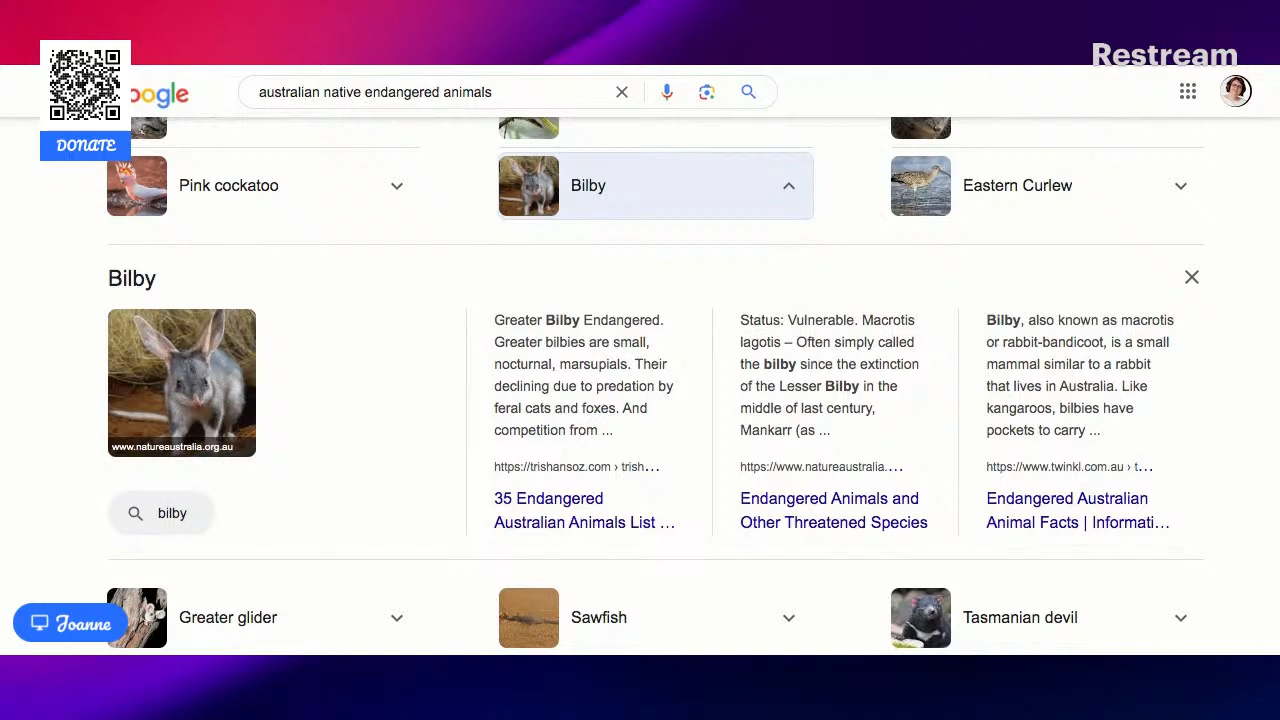 Restream
oogle
australian native endangered animals
DONATE
Pink cockatoo
Bilby
Eastern Curlew
Bilby
www.natureaustralia.org.au
bilby
Greater Bilby Endangered.
Greater bilbies are small,
nocturnal, marsupials. Their
declining due to predation by
feral cats and foxes. And
competition from ...
https://trishansoz.com › trish...
35 Endangered
Australian Animals List ...
Status: Vulnerable. Macrotis
lagotis – Often simply called
the bilby since the extinction
of the Lesser Bilby in the
middle of last century,
Mankarr (as ...
https://www.natureaustralia....
Endangered Animals and
Other Threatened Species
Bilby, also known as macrotis
or rabbit-bandicoot, is a small
mammal similar to a rabbit
that lives in Australia. Like
kangaroos, bilbies have
pockets to carry ...
https://www.twinkl.com.au › t...
Endangered Australian
Animal Facts | Informati...
Greater glider
Sawfish
Tasmanian devil
Joanne